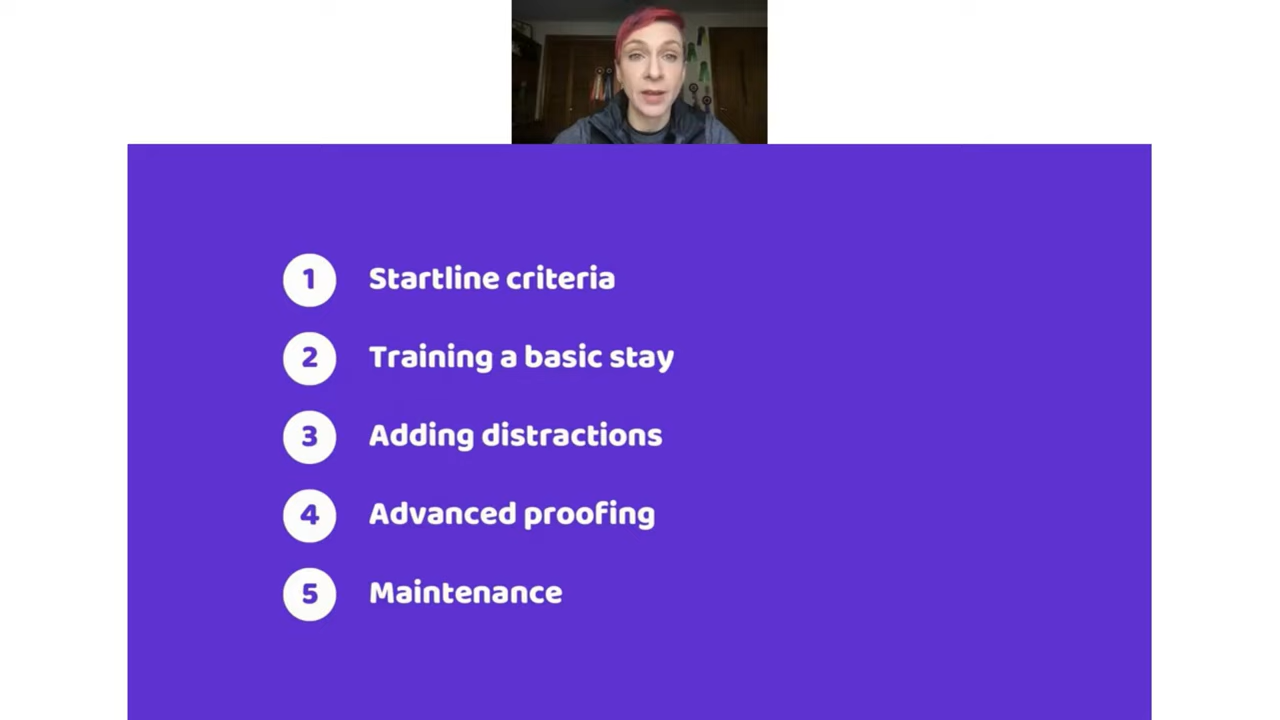 1 Startline criteria
2 Training a basic stay
3 Adding distractions
4 Advanced proofing
5 Maintenance